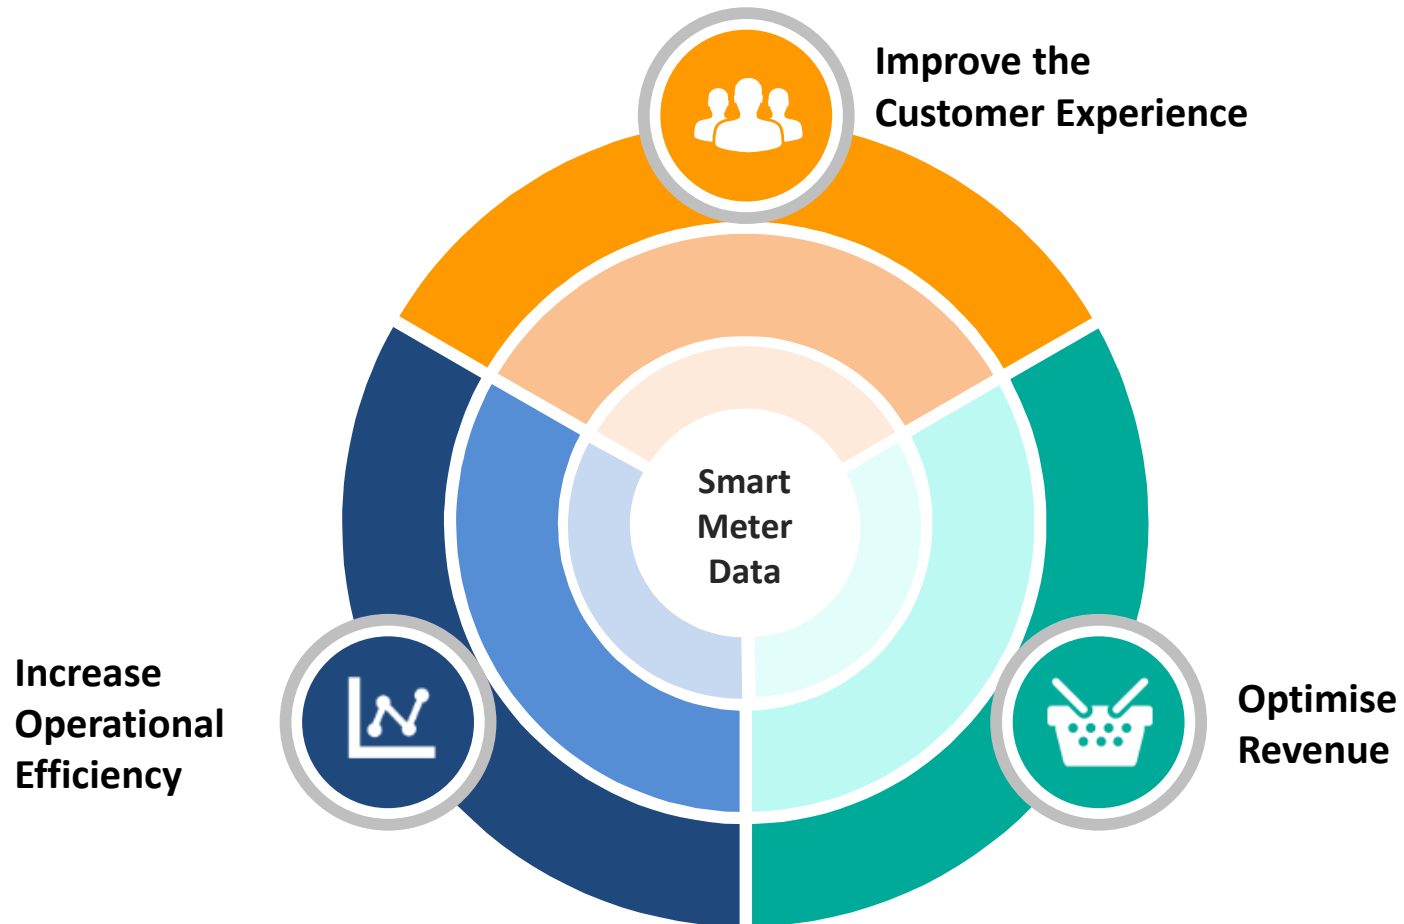 Improve the
Customer Experience
Smart
Meter
Data
Increase
Operational
Efficiency
Optimise
Revenue